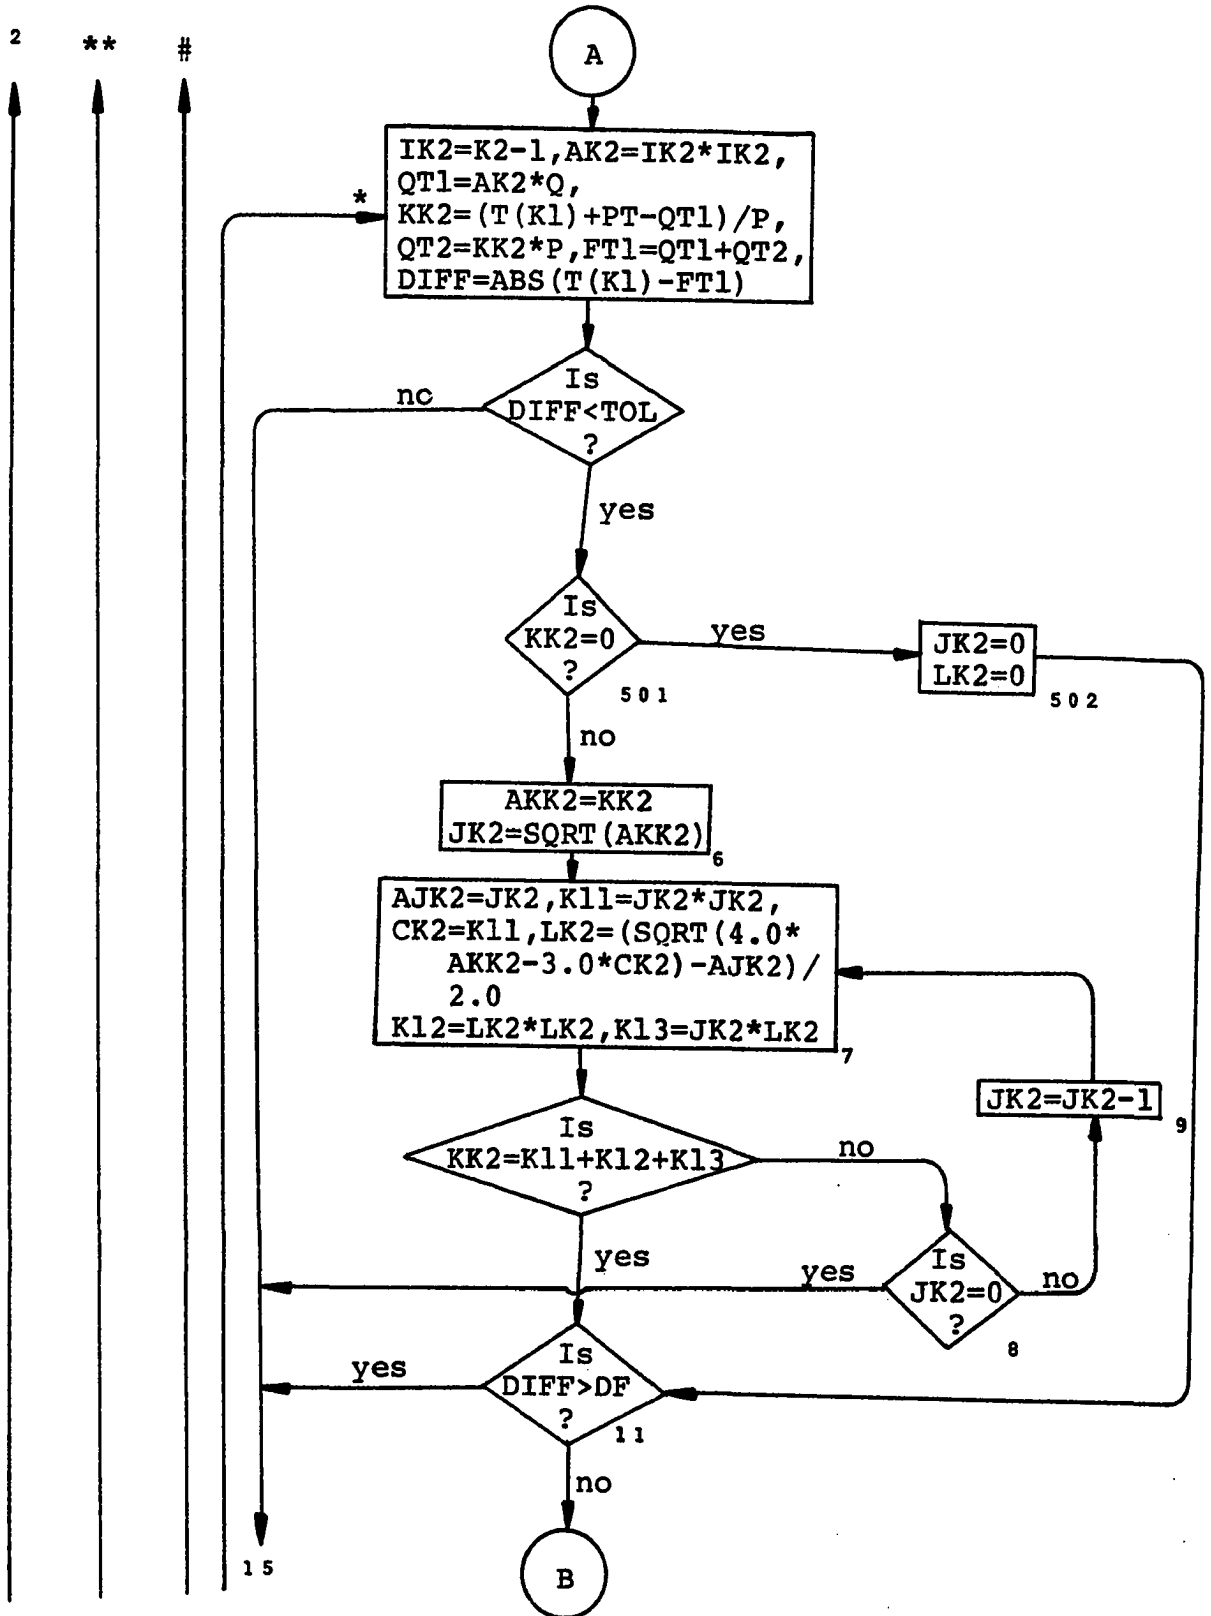 2
**
#
A
IK2=K2-1,AK2=IK2*IK2,
QT1=AK2*Q,
*
KK2=(T(K1)+PT-QT1)/P,
QT2=KK2*P,FT1=QT1+QT2,
DIFF=ABS(T(K1)-FT1)
no
Is
DIFF<TOL
?
yes
Is
KK2=0
?
501
yes
JK2=0
LK2=0
502
no
AKK2=KK2
JK2=SQRT(AKK2)
6
AJK2=JK2,K11=JK2*JK2,
CK2=K11,LK2=(SQRT(4.0*
AKK2-3.0*CK2)-AJK2)/
2.0
K12=LK2*LK2,K13=JK2*LK2
7
JK2=JK2-1
9
Is
KK2=K11+K12+K13
?
no
yes
yes
Is
JK2=0
?
no
8
yes
Is
DIFF>DF
?
11
no
15
B